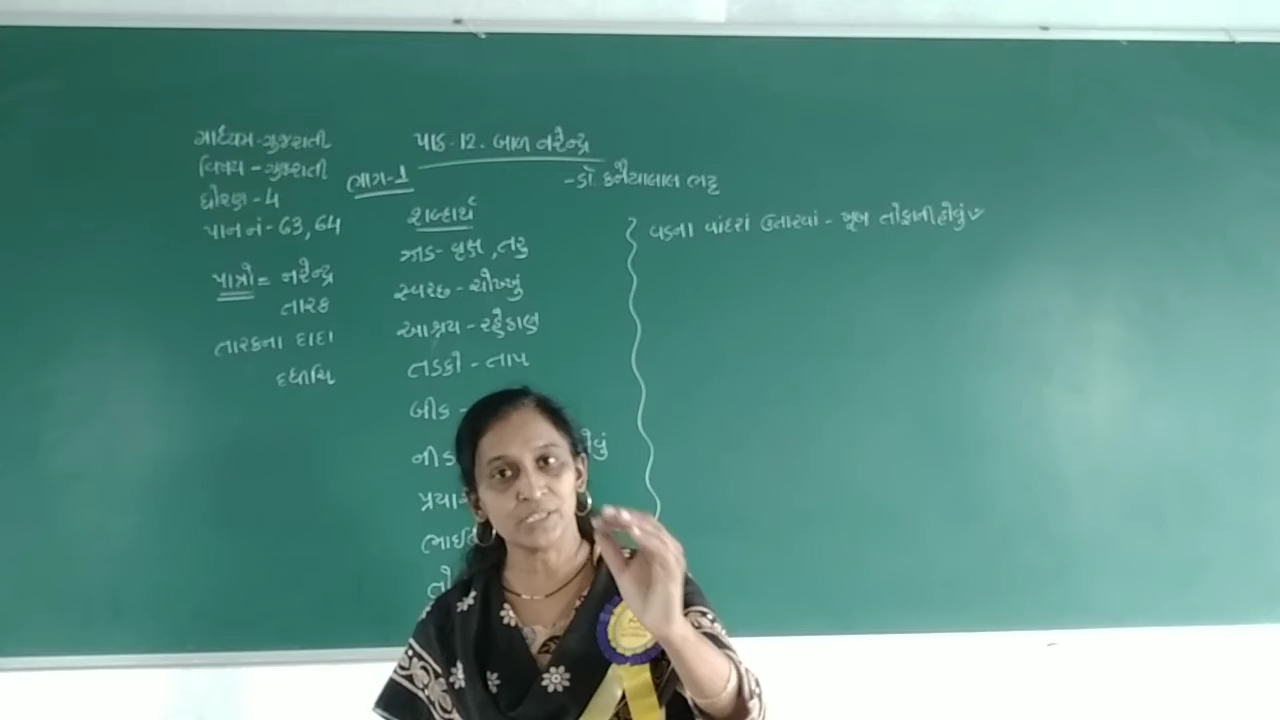 માધ્યમ - ગુજરાતી
વિષય - ગુજરાતી
ધોરણ - 4
પાન નં - 63, 64
પાઠ - 12. બાળ નરેન્દ્ર
- ડૉ. કનૈયાલાલ ભટ્ટ
ભાગ-1
પાત્રો = નરેન્દ્ર
તારક
તારકના દાદા
દધીચિ
શબ્દાર્થ
ઝાડ - વૃક્ષ, તરુ
સ્વચ્છ - ચોખ્ખું
આશ્રય - રહેઠાણ
તડકો - તાપ
બીક -
વડના વાંદરાં ઉતારવાં - ખૂબ તોફાની હોવું